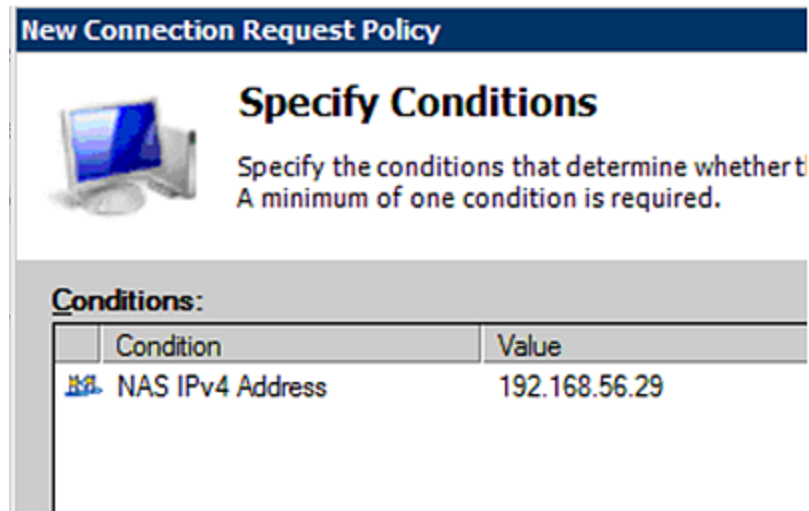 New Connection Request Policy
Specify Conditions
Specify the conditions that determine whether
A minimum of one condition is required.
Conditions:
Condition Value
NAS IPv4 Address 192.168.56.29